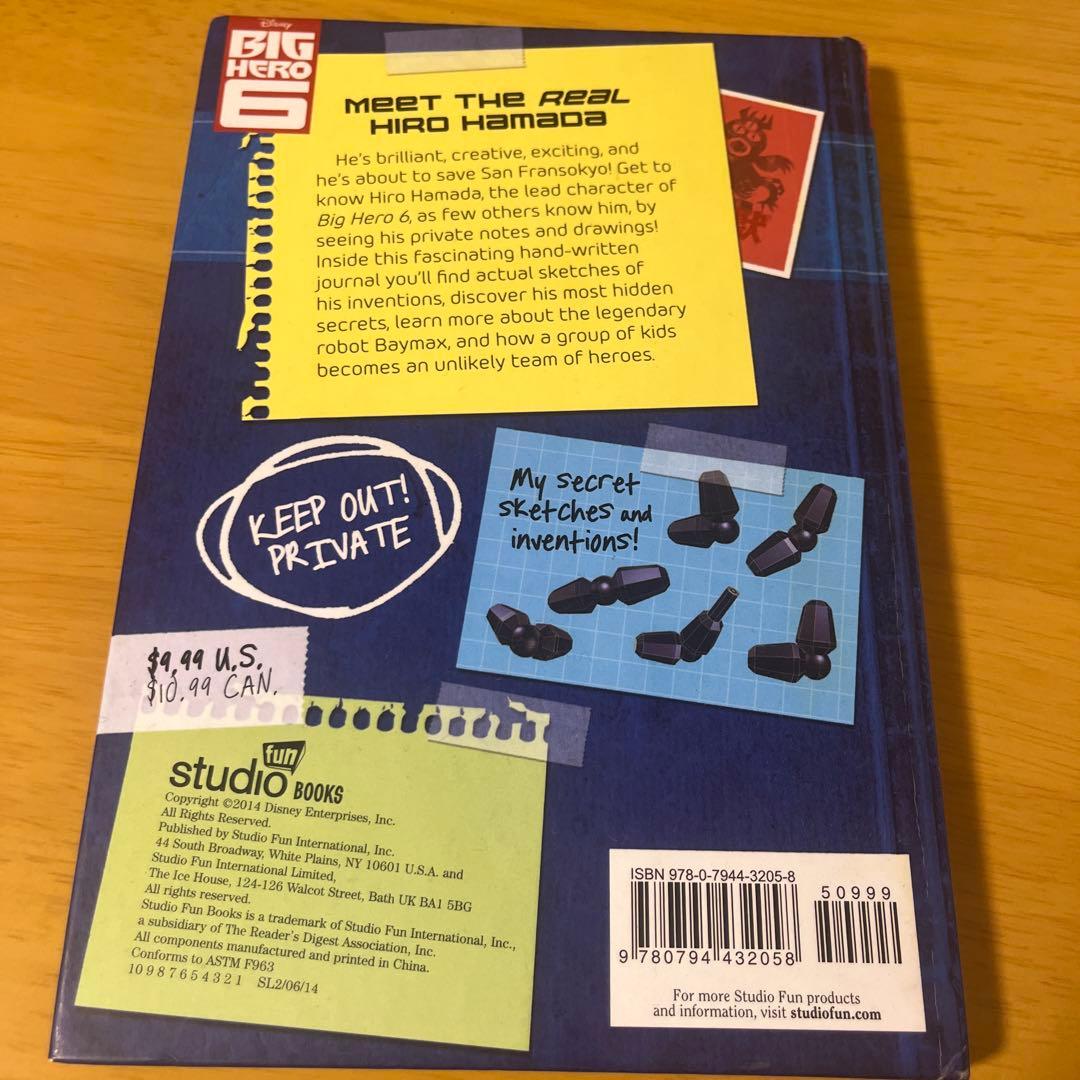 Disney
BIG
HERO
6
MEET THE REAL
HIRO HAMADA
He's brilliant, creative, exciting, and
he's about to save San Fransokyo! Get to
know Hiro Hamada, the lead character of
Big Hero 6, as few others know him, by
seeing his private notes and drawings!
Inside this fascinating hand-written
journal you'll find actual sketches of
his inventions, discover his most hidden
secrets, learn more about the legendary
robot Baymax, and how a group of kids
becomes an unlikely team of heroes.
KEEP OUT!
PRIVATE
My secret
sketches and
inventions!
$9.99 U.S.
$10.99 CAN.
studio fun BOOKS
Copyright ©2014 Disney Enterprises, Inc.
All Rights Reserved.
Published by Studio Fun International, Inc.
44 South Broadway, White Plains, NY 10601 U.S.A. and
Studio Fun International Limited,
The Ice House, 124-126 Walcot Street, Bath UK BA1 5BG
All rights reserved.
Studio Fun Books is a trademark of Studio Fun International, Inc.,
a subsidiary of The Reader's Digest Association, Inc.
All components manufactured and printed in China.
Conforms to ASTM F963
10 9 8 7 6 5 4 3 2 1 SL2/06/14
ISBN 978-0-7944-3205-8
50999
9 780794 432058
For more Studio Fun products
and information, visit studiofun.com